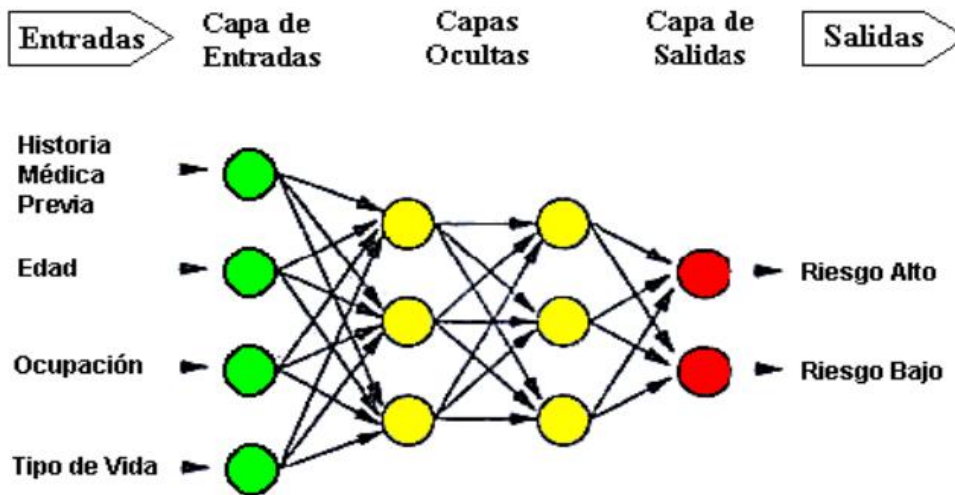 Entradas
Capa de
Entradas
Capas
Ocultas
Capa de
Salidas
Salidas
Historia
Médica
Previa
Edad
Ocupación
Tipo de Vida
Riesgo Alto
Riesgo Bajo